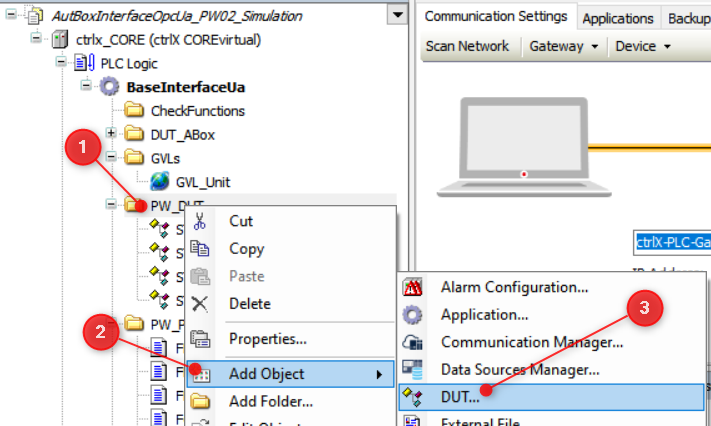 AutBoxInterfaceOpcUa_PW02_Simulation
ctrlx_CORE (ctrlX COREvirtual)
PLC Logic
BaseInterfaceUa
CheckFunctions
DUT_ABox
GVLs
GVL_Unit
1
PW_DUT
S
S
S
S
PW_F
F
F
F
F
Cut
Copy
Paste
Delete
Properties...
2
Add Object
Add Folder...
Edit Object
Communication Settings Applications Backup
Scan Network Gateway Device
ctrlX-PLC-Ga
IP Address
Alarm Configuration...
Application...
3
Communication Manager...
Data Sources Manager...
DUT...
External File